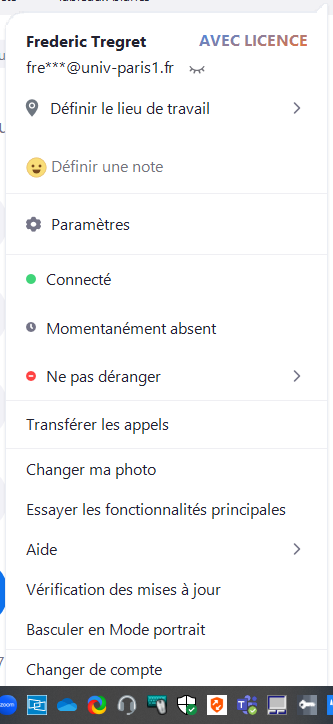 Frederic Tregret
AVEC LICENCE
fre***@univ-paris1.fr
Définir le lieu de travail
Définir une note
Paramètres
Connecté
Momentanément absent
Ne pas déranger
Transférer les appels
Changer ma photo
Essayer les fonctionnalités principales
Aide
Vérification des mises à jour
Basculer en Mode portrait
Changer de compte
zoom